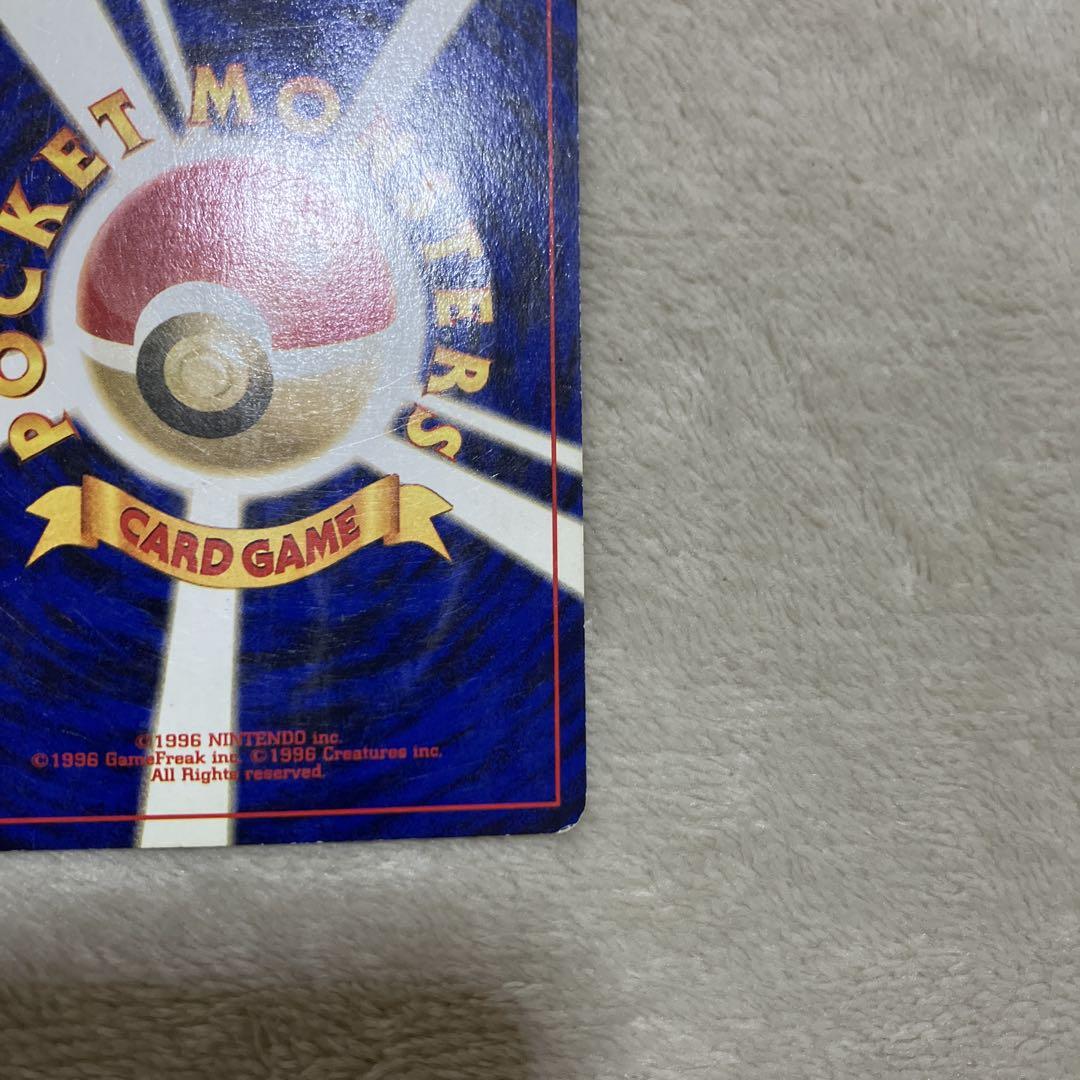 POCKET MONSTERS
CARD GAME
©1996 NINTENDO inc.
©1996 GameFreak inc. ©1996 Creatures inc.
All Rights reserved.